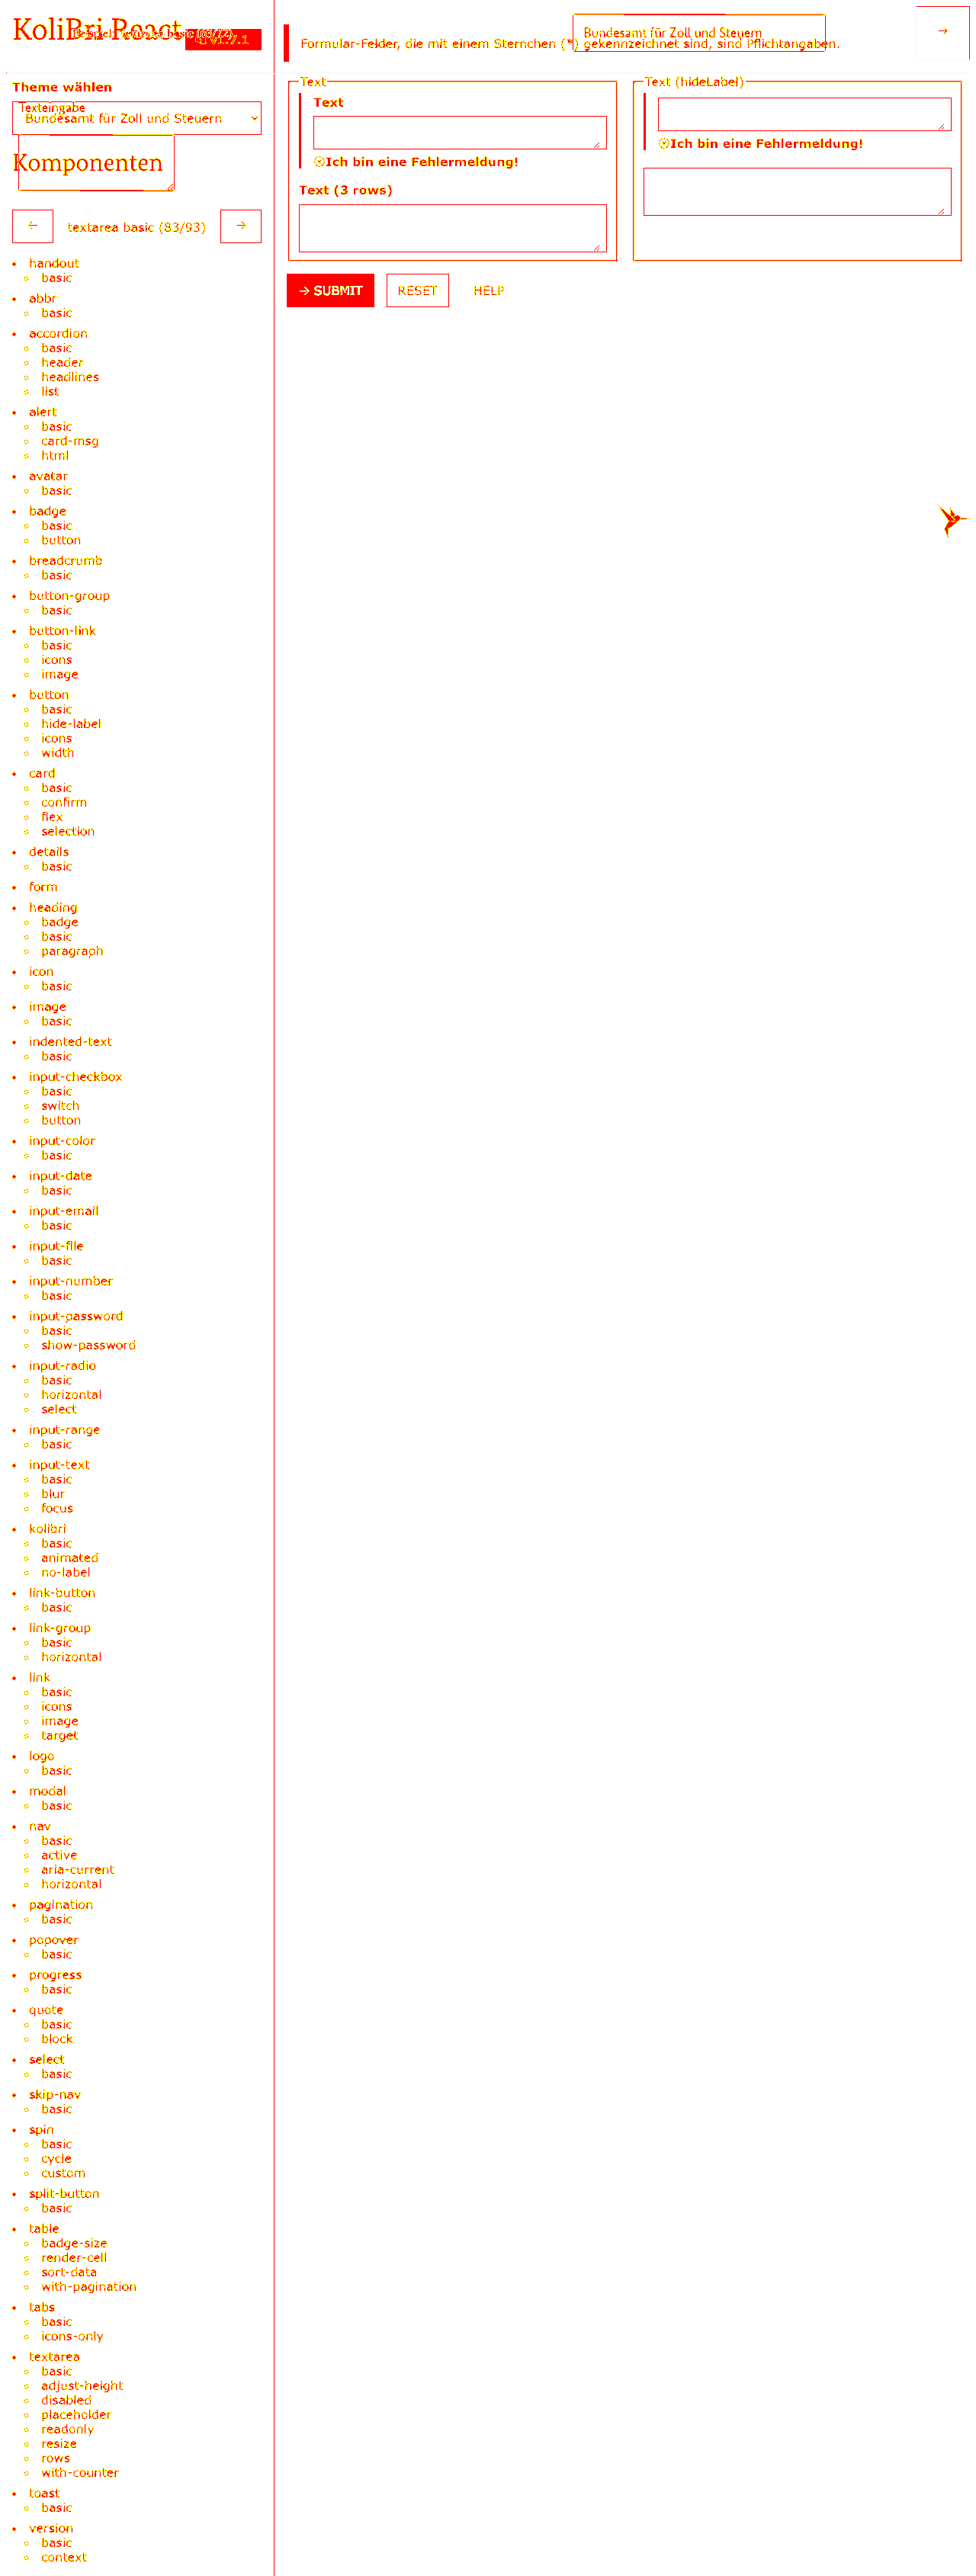 KoliBri React
v1.7.1
Bundesamt für Zoll und Steuern
→
Formular-Felder, die mit einem Sternchen (*) gekennzeichnet sind, sind Pflichtangaben.
Theme wählen
Texteingabe
Bundesamt für Zoll und Steuern
Komponenten
← textarea basic (83/93) →
Text
Text
Ich bin eine Fehlermeldung!
Text (3 rows)
Text (hideLabel)
Ich bin eine Fehlermeldung!
→ SUBMIT RESET HELP
handout
basic
abbr
basic
accordion
basic
header
headlines
list
alert
basic
card-msg
html
avatar
basic
badge
basic
button
breadcrumb
basic
button-group
basic
button-link
basic
icons
image
button
basic
hide-label
icons
width
card
basic
confirm
flex
selection
details
basic
form
heading
badge
basic
paragraph
icon
basic
image
basic
indented-text
basic
input-checkbox
basic
switch
button
input-color
basic
input-date
basic
input-email
basic
input-file
basic
input-number
basic
input-password
basic
show-password
input-radio
basic
horizontal
select
input-range
basic
input-text
basic
blur
focus
kolibri
basic
animated
no-label
link-button
basic
link-group
basic
horizontal
link
basic
icons
image
target
logo
basic
modal
basic
nav
basic
active
aria-current
horizontal
pagination
basic
popover
basic
progress
basic
quote
basic
block
select
basic
skip-nav
basic
spin
basic
cycle
custom
split-button
basic
table
badge-size
render-cell
sort-data
with-pagination
tabs
basic
icons-only
textarea
basic
adjust-height
disabled
placeholder
readonly
resize
rows
with-counter
toast
basic
version
basic
context